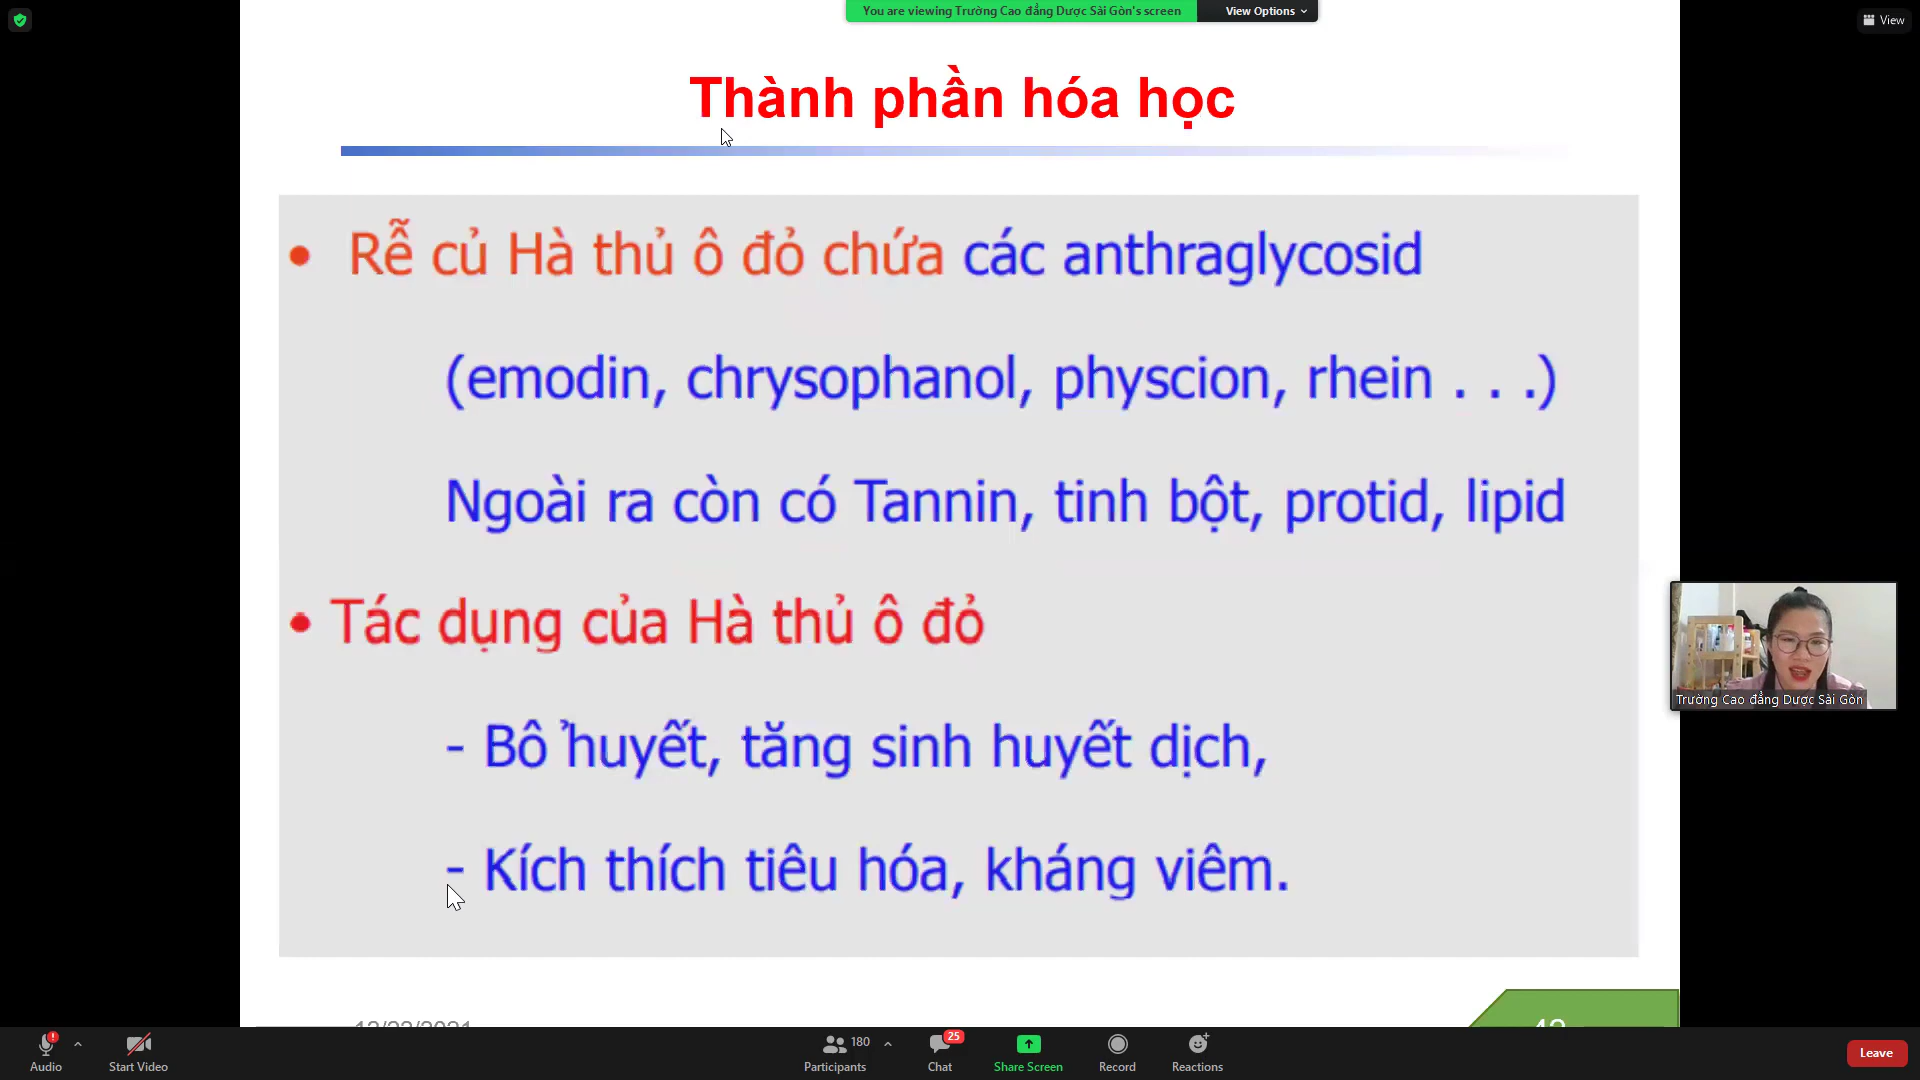 You are viewing Trường Cao đẳng Dược Sài Gòn's screen
View Options
View
Thành phần hóa học
• Rễ củ Hà thủ ô đỏ chứa các anthraglycosid
(emodin, chrysophanol, physcion, rhein . . .)
Ngoài ra còn có Tannin, tinh bột, protid, lipid
• Tác dụng của Hà thủ ô đỏ
- Bổ huyết, tăng sinh huyết dịch,
- Kích thích tiêu hóa, kháng viêm.
Trường Cao đẳng Dược Sài Gòn
Audio
Start Video
Participants
180
Chat
25
Share Screen
Record
Reactions
Leave